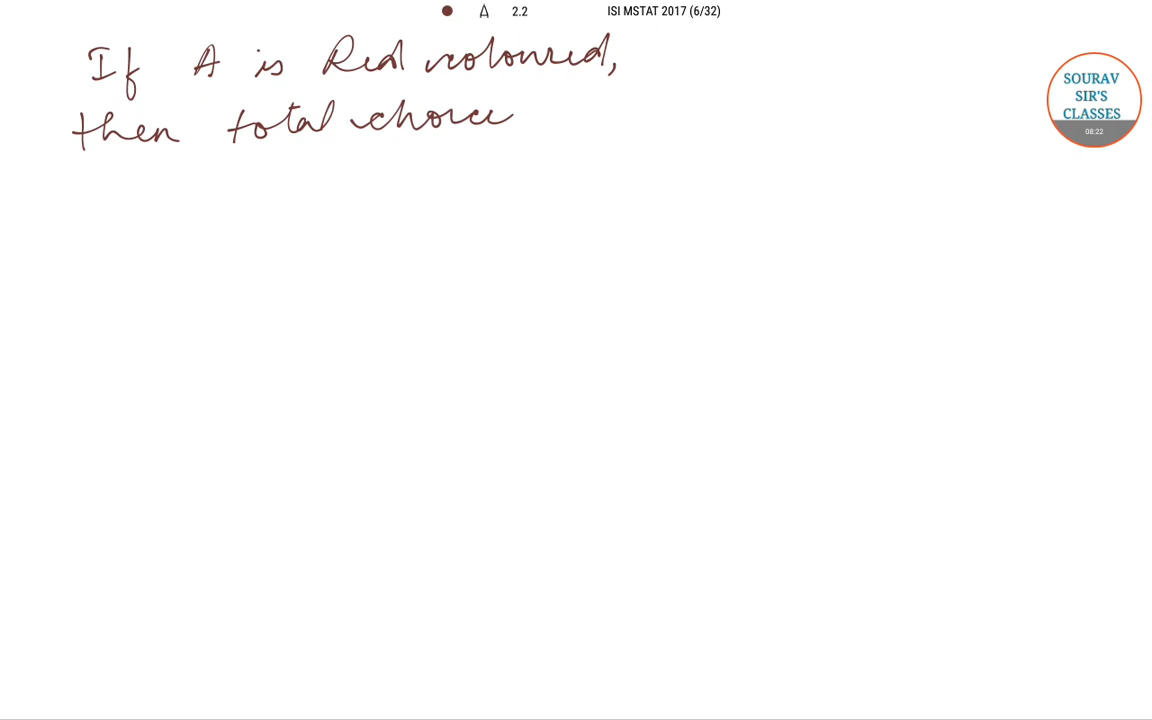 2.2 ISI MSTAT 2017 (6/32)
If A is Red coloured,
then total choice
SOURAV
SIR'S
CLASSES
08:22